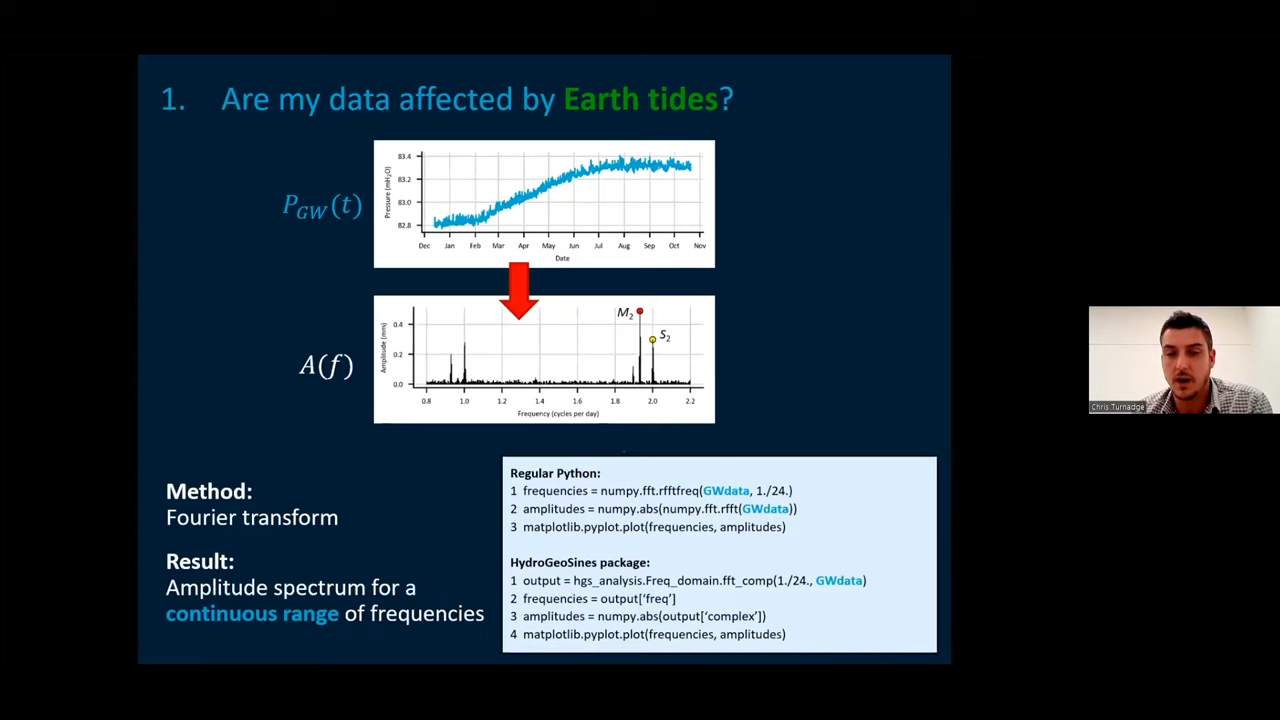 1. Are my data affected by Earth tides?
P_GW(t)
83.4
83.2
83.0
82.8
Pressure (mH₂O)
Dec Jan Feb Mar Apr May Jun Jul Aug Sep Oct Nov
Date
A(f)
0.4
0.2
0.0
Amplitude (mm)
M₂
S₂
0.8 1.0 1.2 1.4 1.6 1.8 2.0 2.2
Frequency (cycles per day)
Method:
Fourier transform
Result:
Amplitude spectrum for a
continuous range of frequencies
Regular Python:
1 frequencies = numpy.fft.rfftfreq(GWdata, 1./24.)
2 amplitudes = numpy.abs(numpy.fft.rfft(GWdata))
3 matplotlib.pyplot.plot(frequencies, amplitudes)
HydroGeoSines package:
1 output = hgs_analysis.Freq_domain.fft_comp(1./24., GWdata)
2 frequencies = output[‘freq’]
3 amplitudes = numpy.abs(output[‘complex’])
4 matplotlib.pyplot.plot(frequencies, amplitudes)
Chris Turnadge